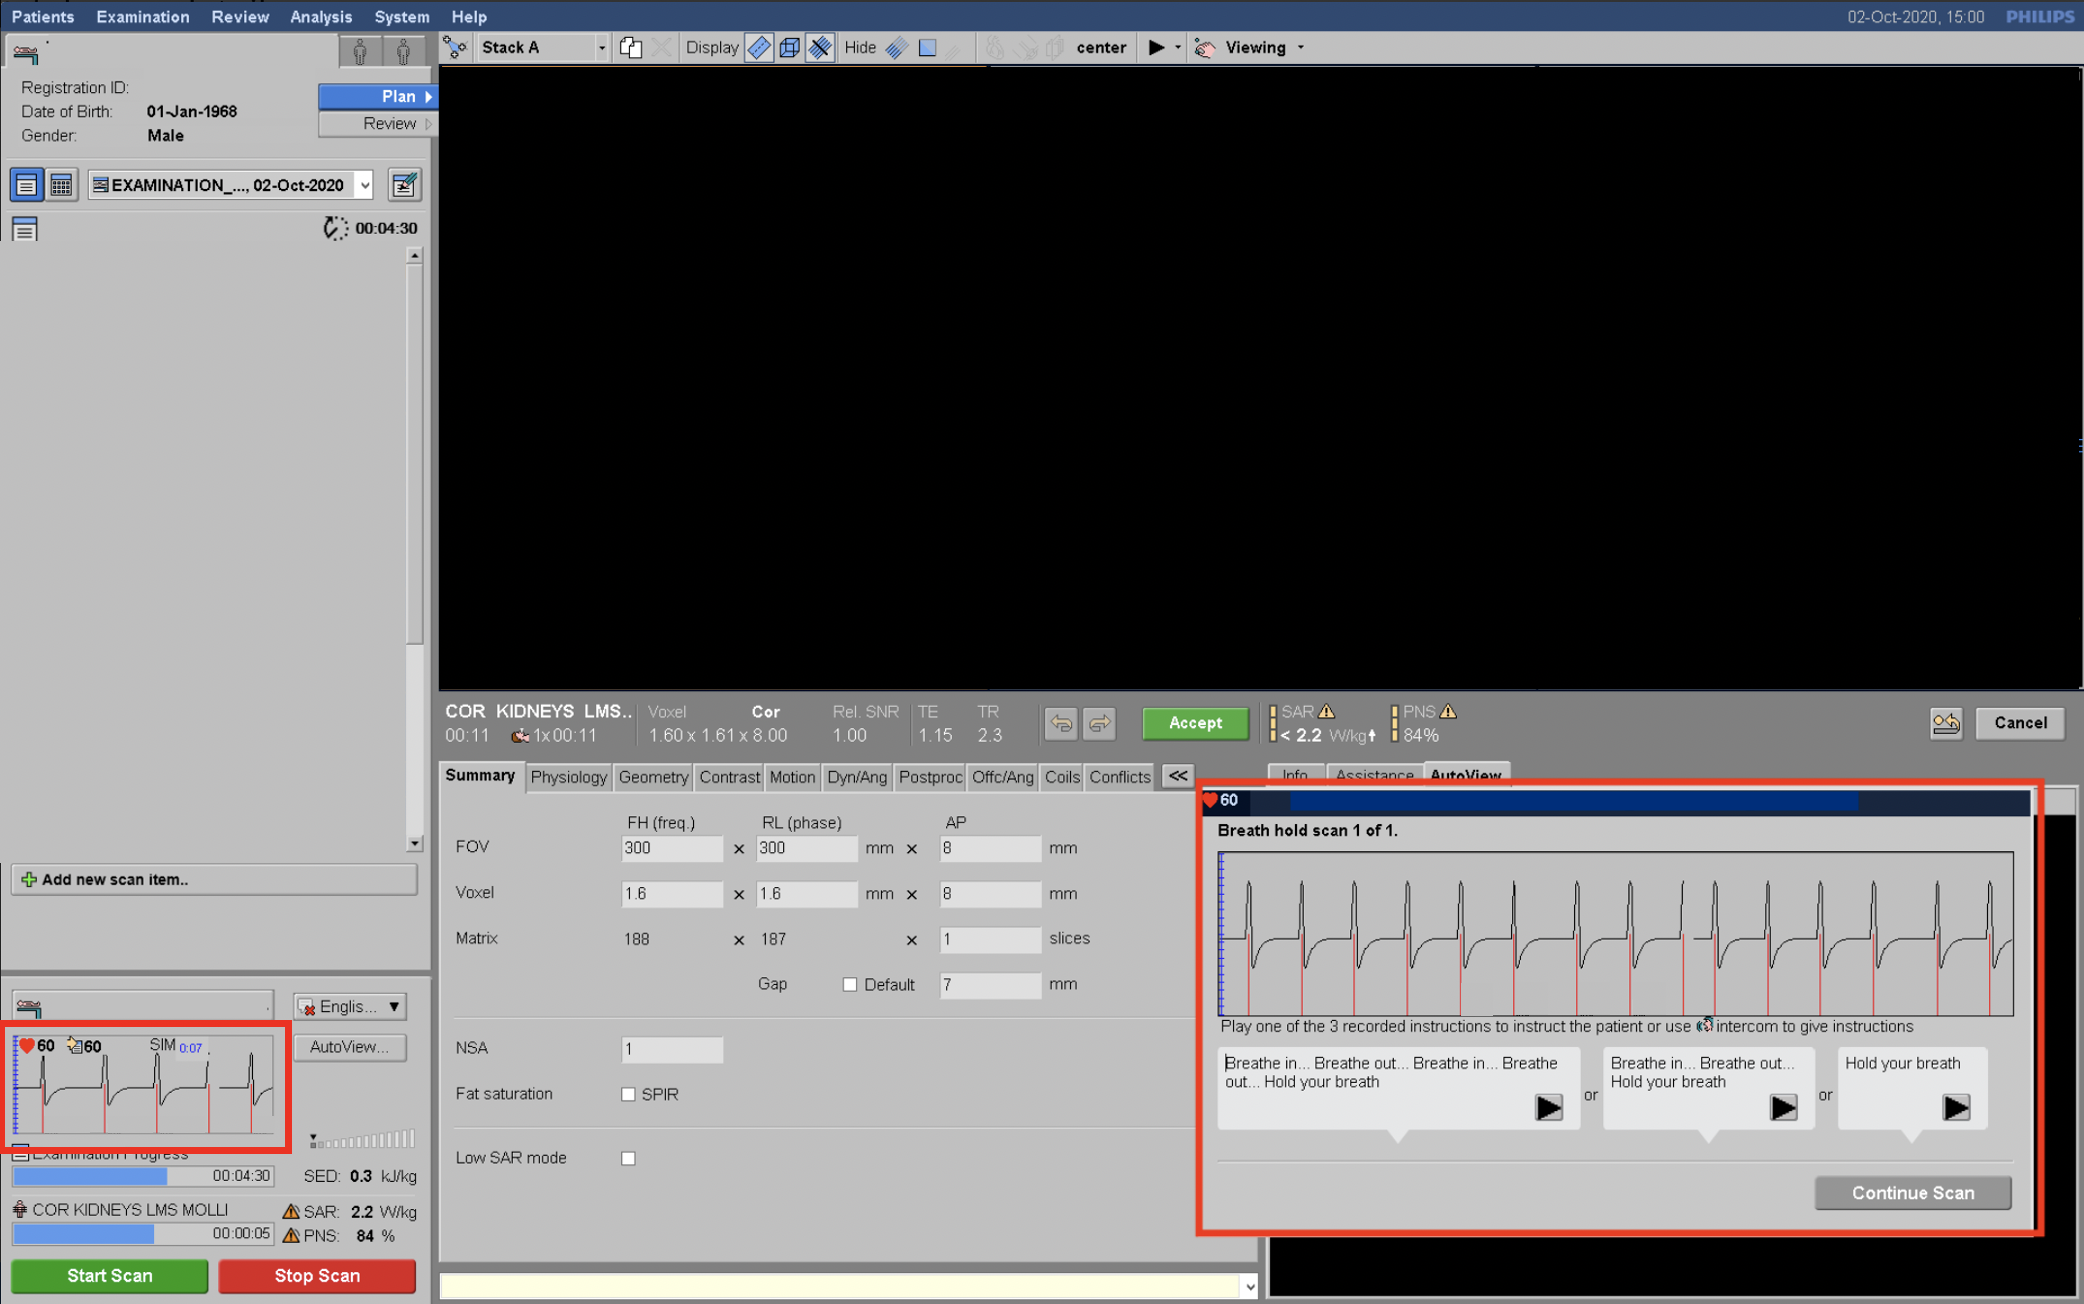 Patients Examination Review Analysis System Help 02-Oct-2020, 15:00 PHILIPS
Stack A Display Hide center Viewing
Registration ID:
Date of Birth: 01-Jan-1968
Gender: Male
Plan
Review
EXAMINATION_..., 02-Oct-2020
00:04:30
Add new scan item..
Englis...
AutoView...
60 60 SIM 0:07
Examination Progress
00:04:30 SED: 0.3 kJ/kg
COR KIDNEYS LMS MOLLI SAR: 2.2 W/kg
00:00:05 PNS: 84 %
Start Scan Stop Scan
COR KIDNEYS LMS.. Voxel Cor Rel. SNR TE TR
00:11 1x00:11 1.60 x 1.61 x 8.00 1.00 1.15 2.3
Accept
SAR PNS
< 2.2 W/kg 84%
Cancel
Summary Physiology Geometry Contrast Motion Dyn/Ang Postproc Offc/Ang Coils Conflicts <<
FH (freq.) RL (phase) AP
FOV 300 × 300 mm × 8 mm
Voxel 1.6 × 1.6 mm × 8 mm
Matrix 188 × 187 × 1 slices
Gap Default 7 mm
NSA 1
Fat saturation SPIR
Low SAR mode
Info Assistance AutoView
60
Breath hold scan 1 of 1.
Play one of the 3 recorded instructions to instruct the patient or use intercom to give instructions
Breathe in... Breathe out... Breathe in... Breathe
out... Hold your breath
or
Breathe in... Breathe out...
Hold your breath
or
Hold your breath
Continue Scan